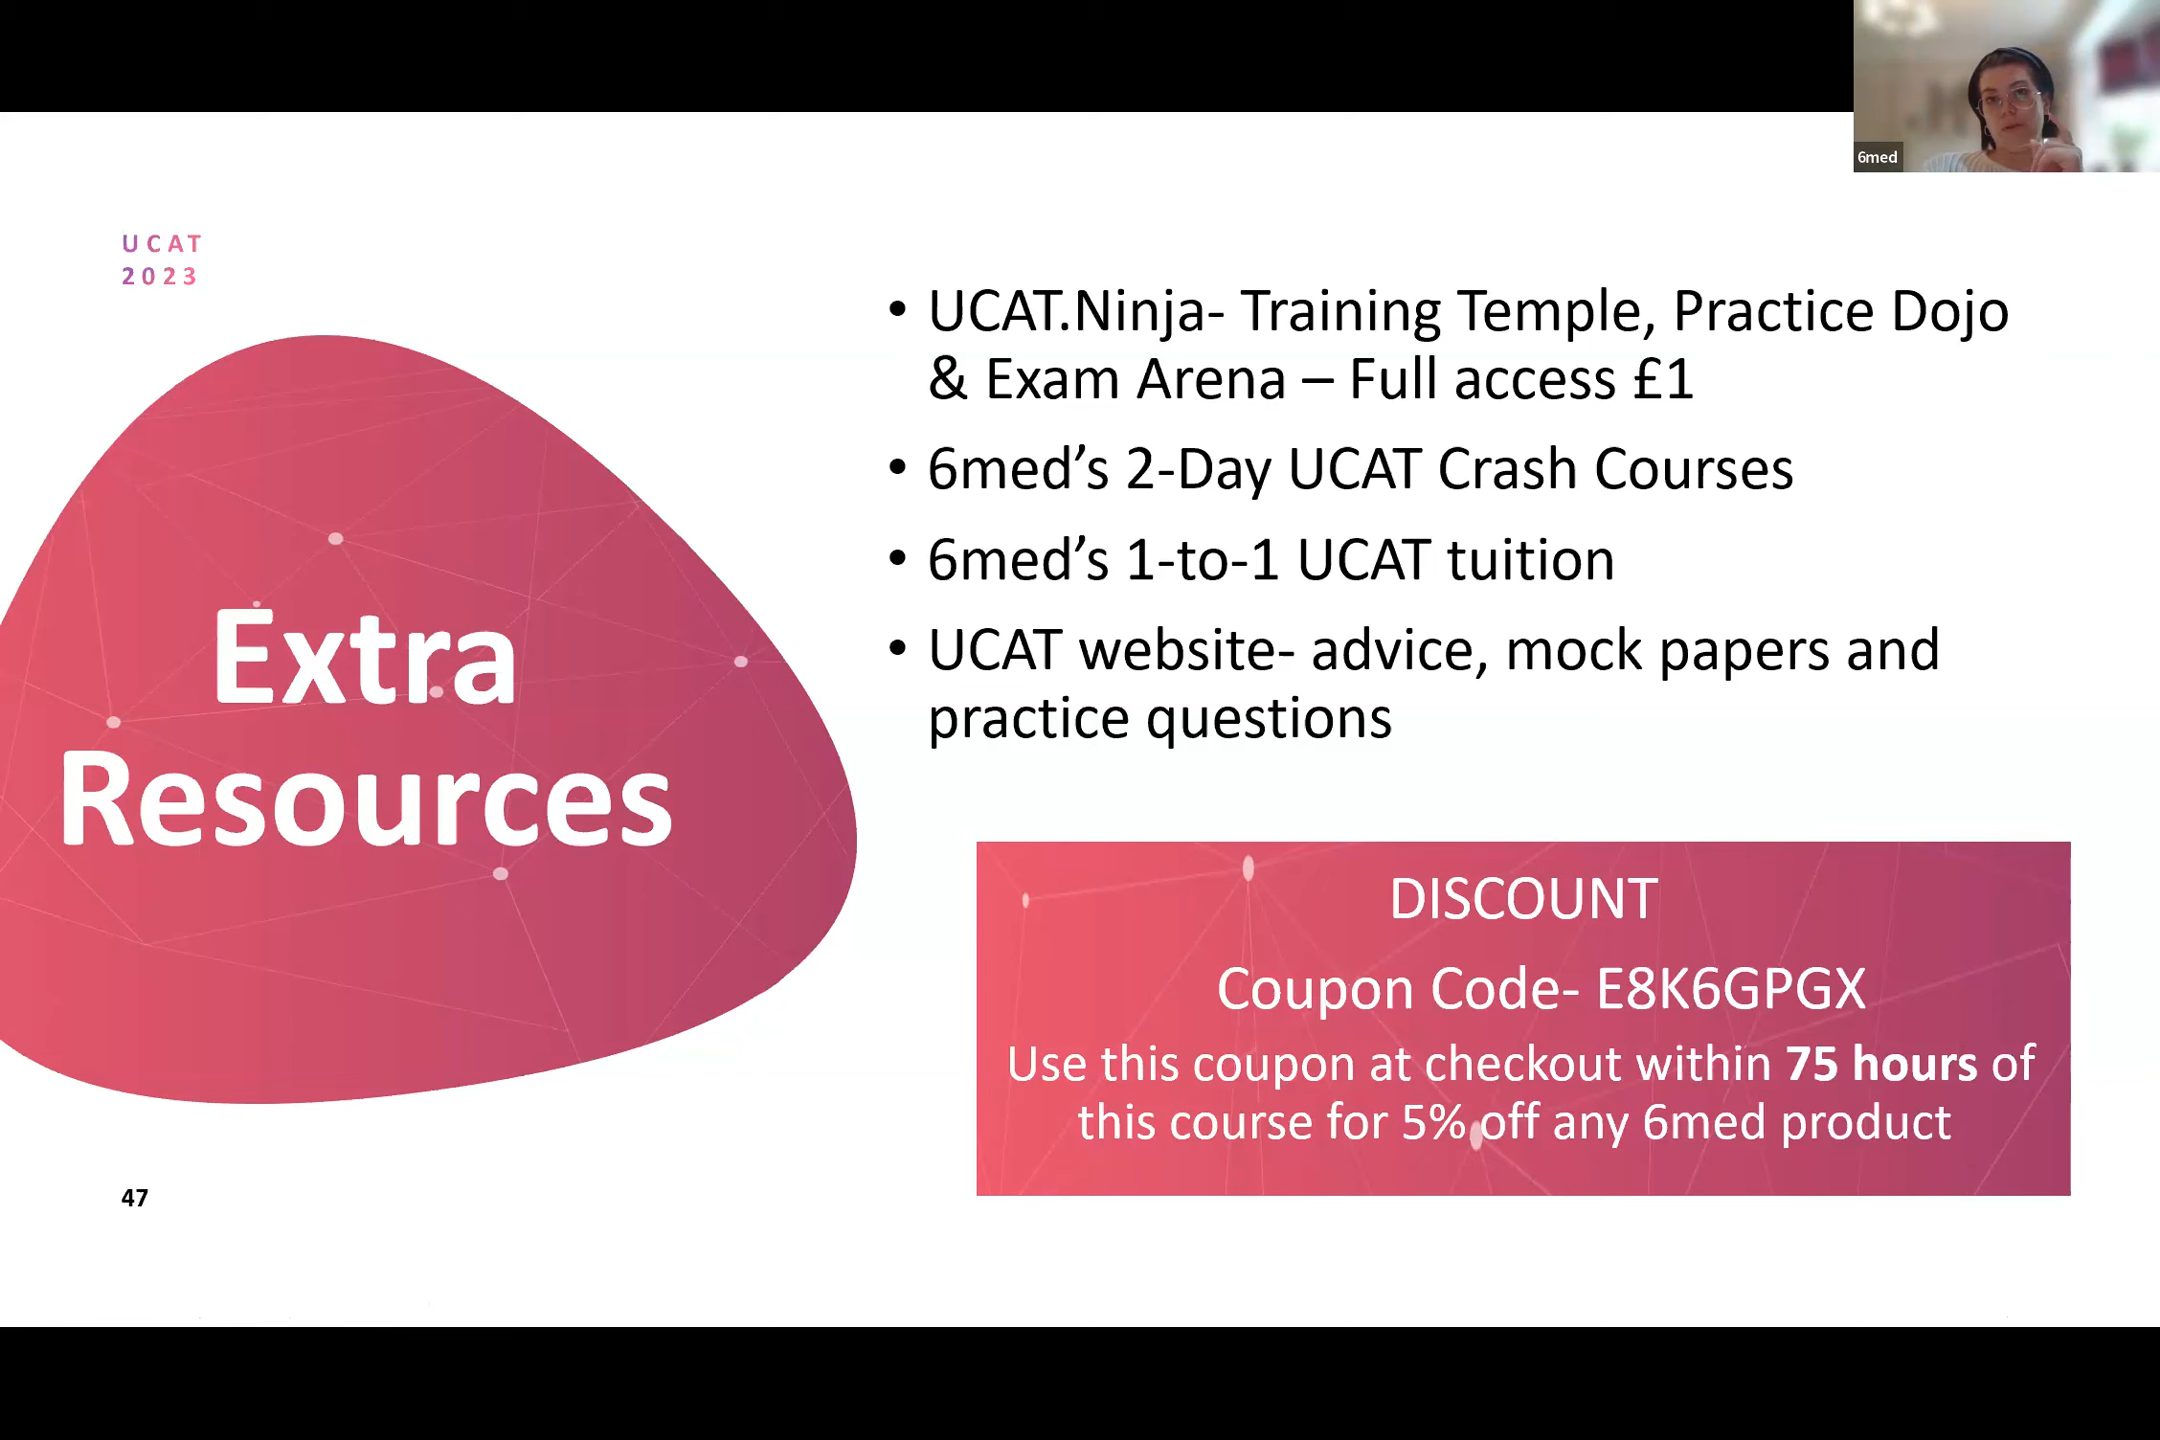 6med
UCAT
2023
Extra
Resources
• UCAT.Ninja- Training Temple, Practice Dojo
& Exam Arena – Full access £1
• 6med’s 2-Day UCAT Crash Courses
• 6med’s 1-to-1 UCAT tuition
• UCAT website- advice, mock papers and
practice questions
DISCOUNT
Coupon Code- E8K6GPGX
Use this coupon at checkout within 75 hours of
this course for 5% off any 6med product
47